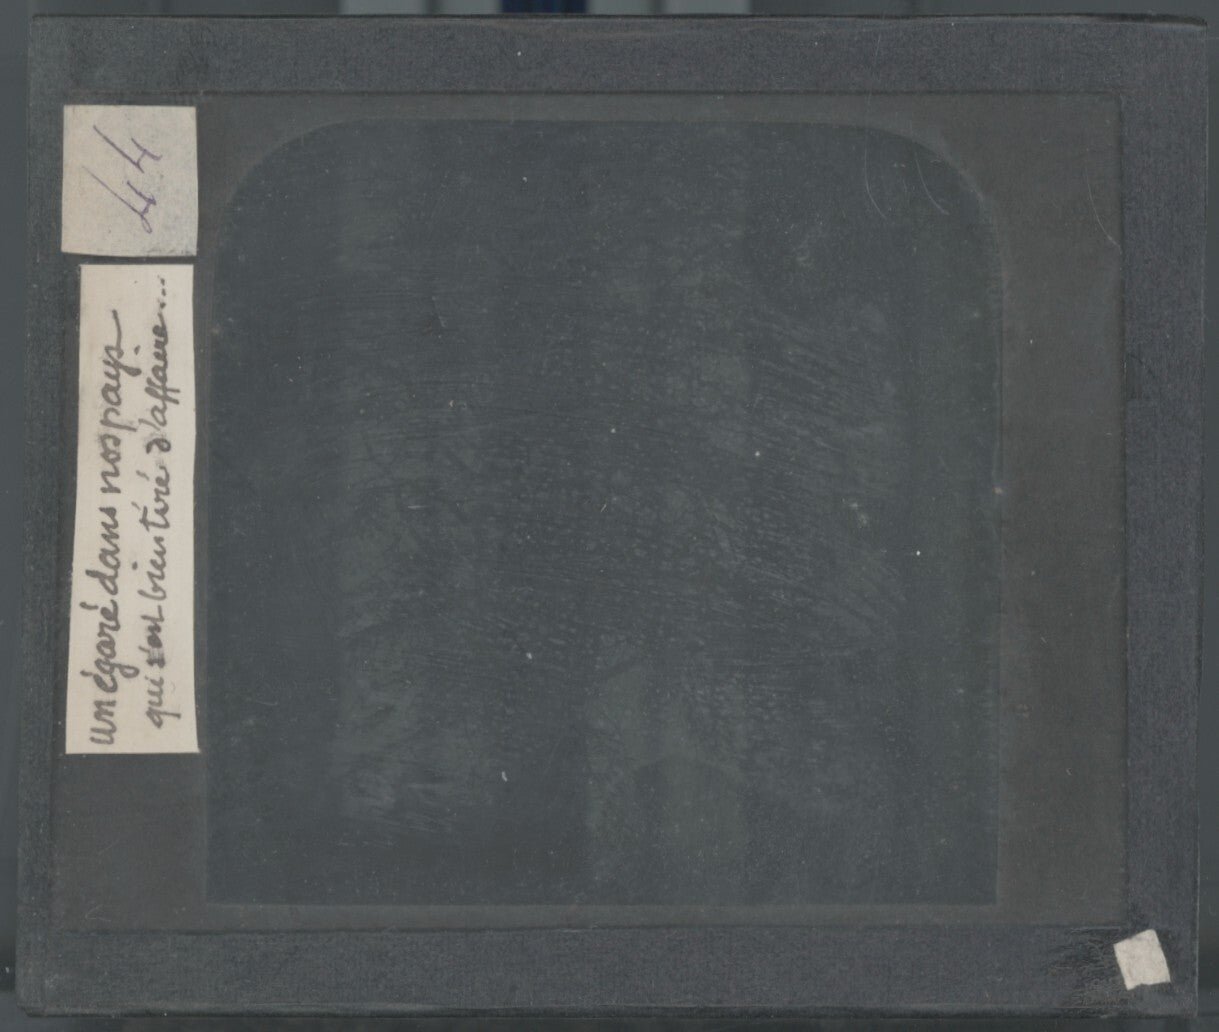 44
un égaré dans nos pays
qui s'est bien tiré d'affaire...